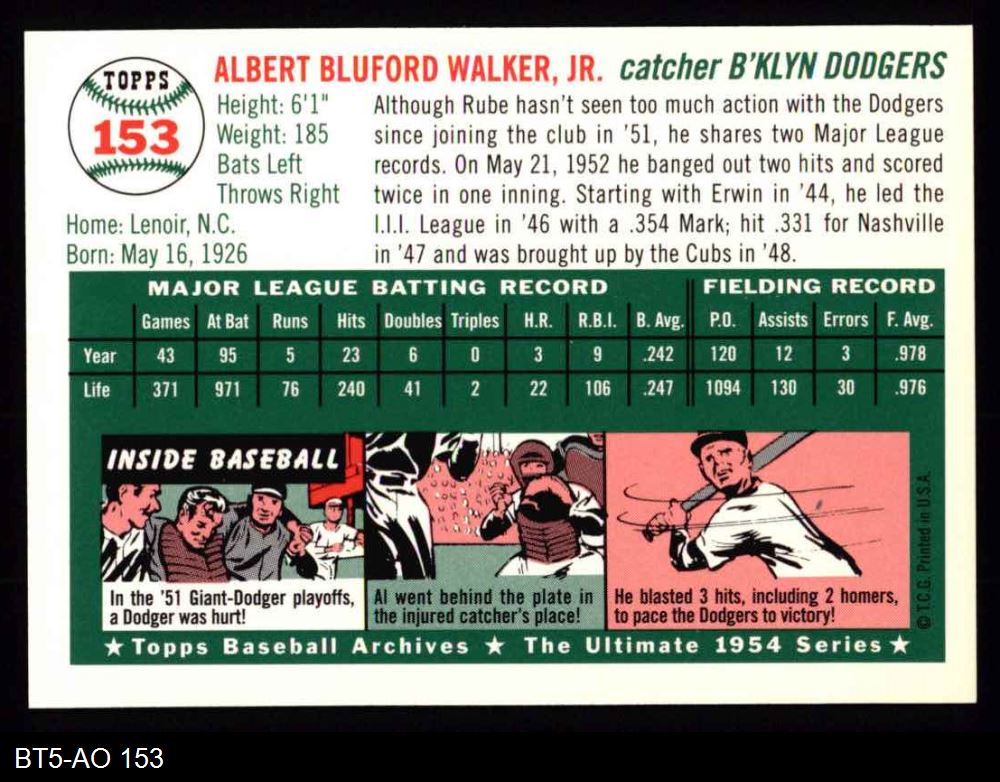 TOPPS
153
ALBERT BLUFORD WALKER, JR. catcher B'KLYN DODGERS
Height: 6'1"
Weight: 185
Bats Left
Throws Right
Home: Lenoir, N.C.
Born: May 16, 1926
Although Rube hasn't seen too much action with the Dodgers
since joining the club in '51, he shares two Major League
records. On May 21, 1952 he banged out two hits and scored
twice in one inning. Starting with Erwin in '44, he led the
I.I.I. League in '46 with a .354 Mark; hit .331 for Nashville
in '47 and was brought up by the Cubs in '48.
MAJOR LEAGUE BATTING RECORD FIELDING RECORD
Games At Bat Runs Hits Doubles Triples H.R. R.B.I. B. Avg. P.O. Assists Errors F. Avg.
Year 43 95 5 23 6 0 3 9 .242 120 12 3 .978
Life 371 971 76 240 41 2 22 106 .247 1094 130 30 .976
INSIDE BASEBALL
In the '51 Giant-Dodger playoffs,
a Dodger was hurt!
Al went behind the plate in
the injured catcher's place!
He blasted 3 hits, including 2 homers,
to pace the Dodgers to victory!
© T.C.G. Printed in U.S.A.
★ Topps Baseball Archives ★ The Ultimate 1954 Series ★
BT5-AO 153